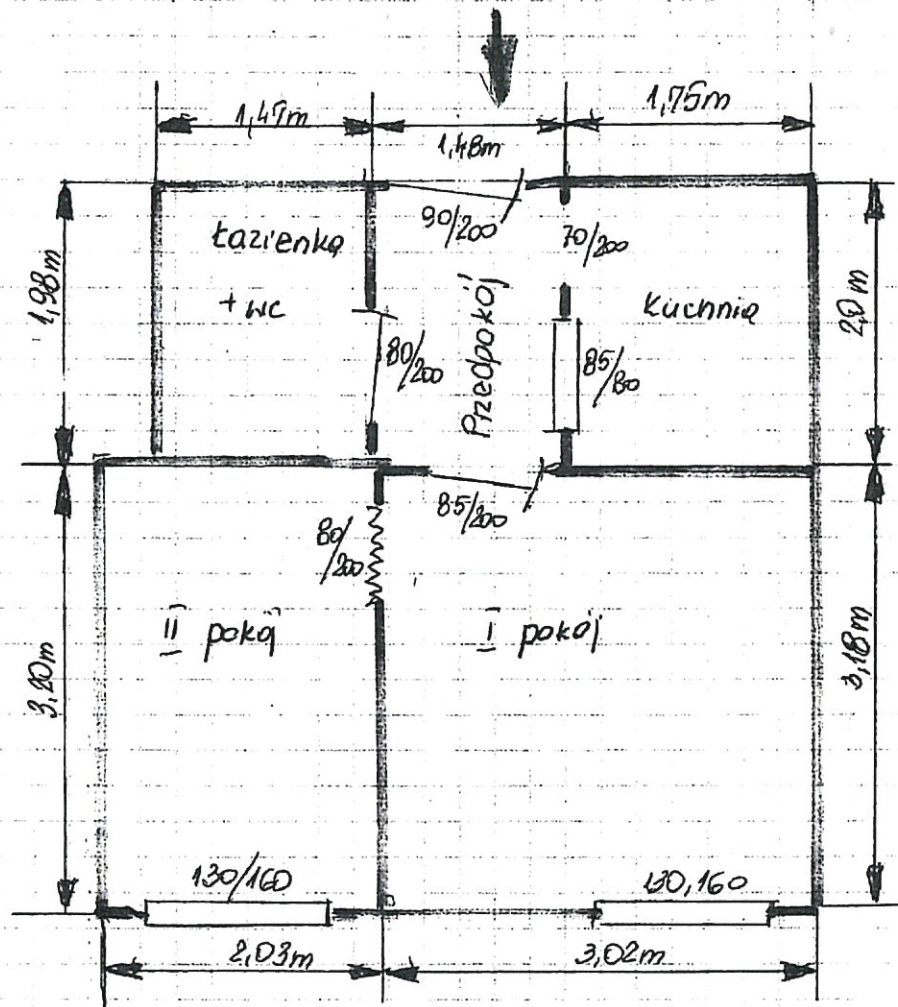 1,47m
1,48m
1,75m
90/200
70/200
Łazienka
+ WC
1,98m
Przedpokój
Kuchnia
2,0m
80/200
85/80
85/200
80/200
II pokój
I pokój
3,20m
3,18m
130/160
130,160
2,03m
3,02m